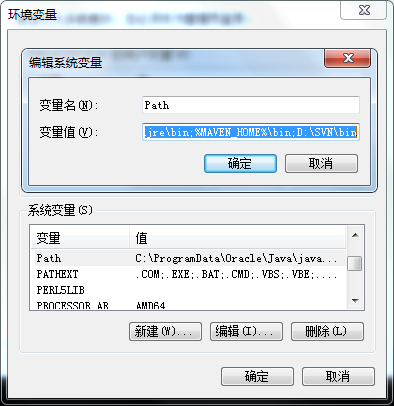 环境变量
编辑系统变量
变量名(N):
Path
变量值(V):
jre\bin;%MAVEN_HOME%\bin;D:\SVN\bin
确定
取消
系统变量(S)
变量 值
Path C:\ProgramData\Oracle\Java\java...
PATHEXT .COM;.EXE;.BAT;.CMD;.VBS;.VBE;....
PERL5LIB
PROCESSOR_AR AMD64
新建(W)... 编辑(I)... 删除(L)
确定 取消